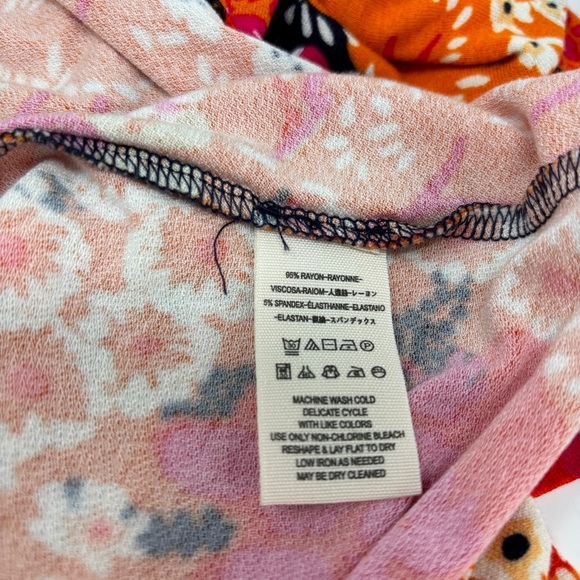 95% RAYON-RAYONNE-
VISCOSA-RAIOM-人造絲-レーヨン
5% SPANDEX-ÉLASTHANNE-ELASTANO
-ELASTAN-スパンデックス
MACHINE WASH COLD
DELICATE CYCLE
WITH LIKE COLORS
USE ONLY NON-CHLORINE BLEACH
RESHAPE & LAY FLAT TO DRY
LOW IRON AS NEEDED
MAY BE DRY CLEANED